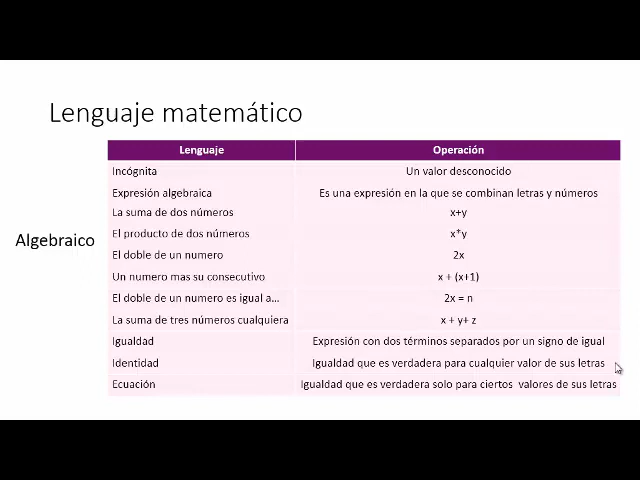 Lenguaje matemático
Lenguaje Operación
Incógnita Un valor desconocido
Expresión algebraica Es una expresión en la que se combinan letras y números
La suma de dos números x+y
Algebraico
El producto de dos números x*y
El doble de un numero 2x
Un numero mas su consecutivo x + (x+1)
El doble de un numero es igual a... 2x = n
La suma de tres números cualquiera x + y+ z
Igualdad Expresión con dos términos separados por un signo de igual
Identidad Igualdad que es verdadera para cualquier valor de sus letras
Ecuación Igualdad que es verdadera solo para ciertos valores de sus letras